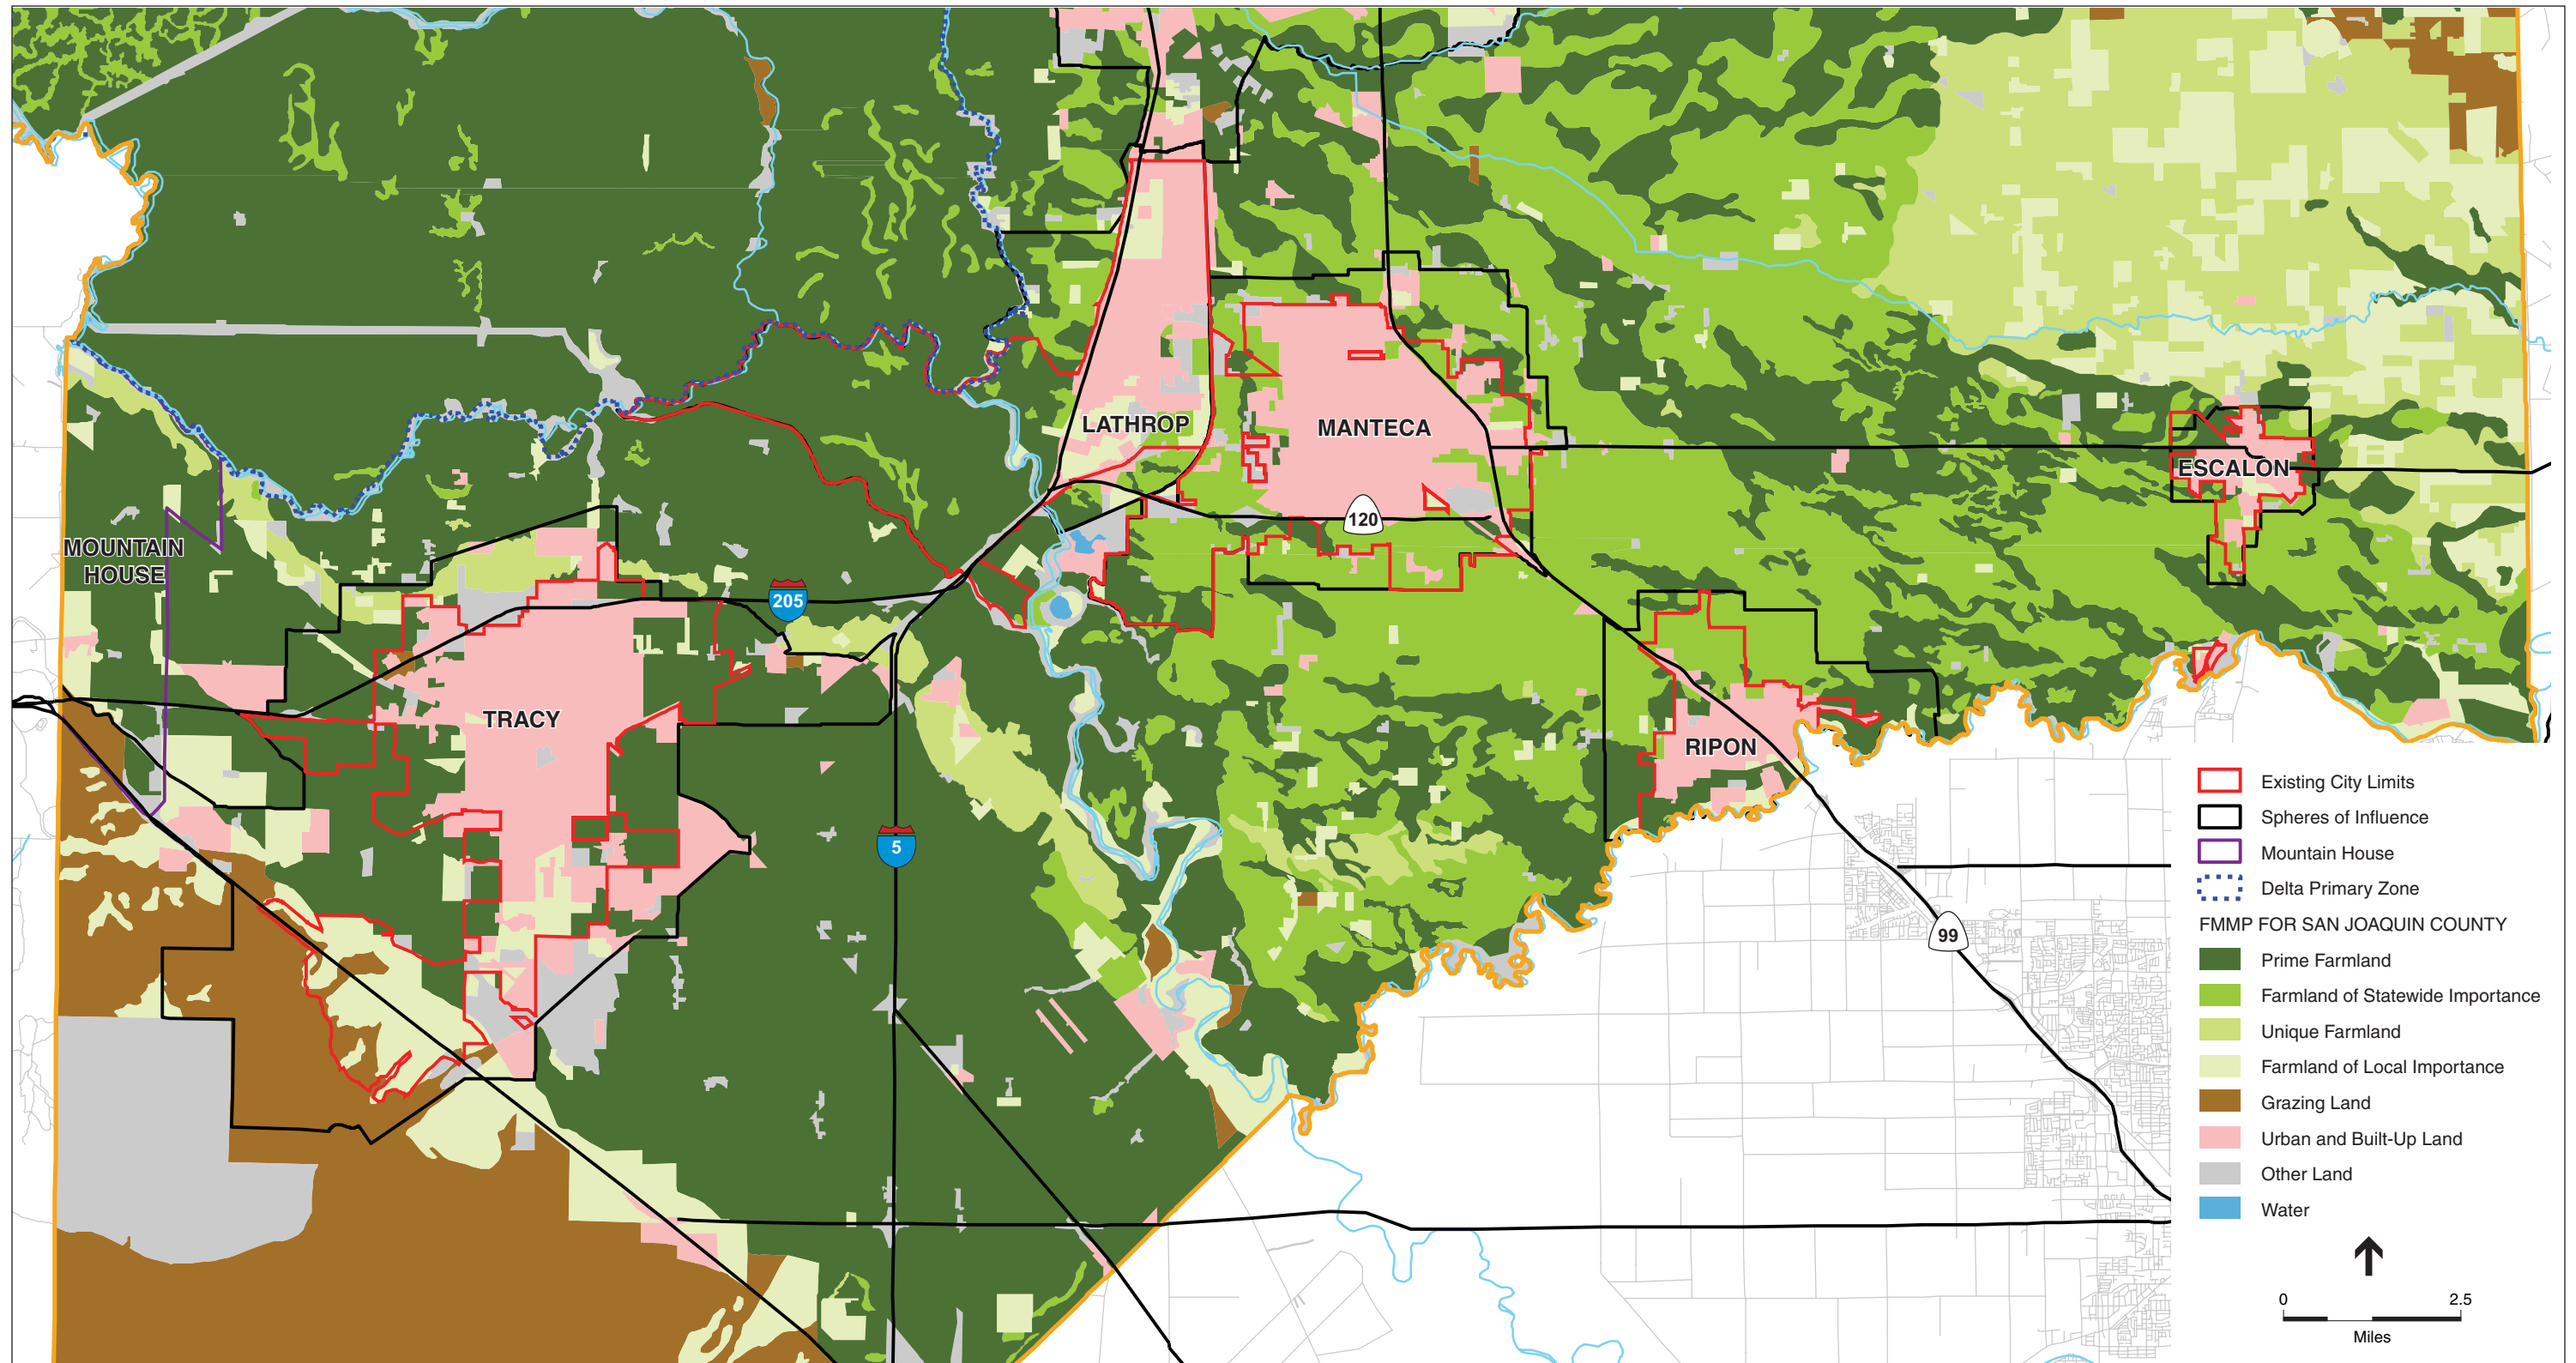 LATHROP
MANTECA
ESCALON
120
MOUNTAIN
HOUSE
205
TRACY
RIPON
5
99
Existing City Limits
Spheres of Influence
Mountain House
Delta Primary Zone
FMMP FOR SAN JOAQUIN COUNTY
Prime Farmland
Farmland of Statewide Importance
Unique Farmland
Farmland of Local Importance
Grazing Land
Urban and Built-Up Land
Other Land
Water
0 2.5
Miles